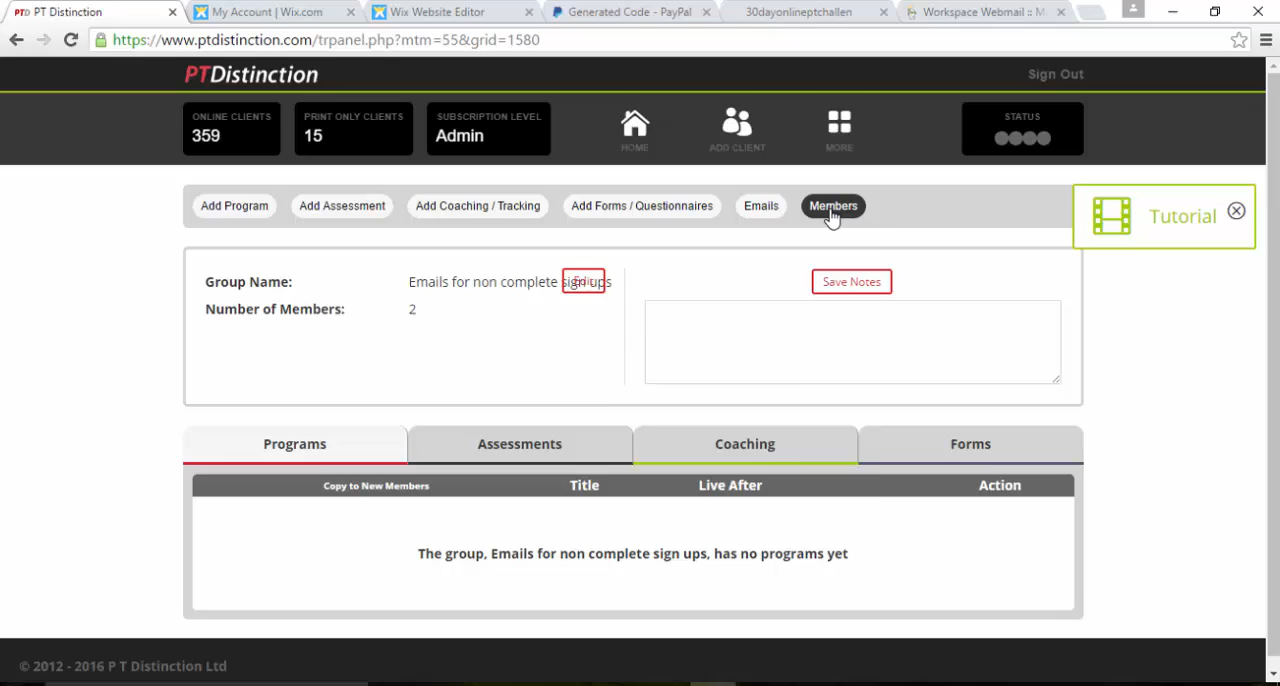 PT Distinction
My Account | Wix.com
Wix Website Editor
Generated Code - PayPal
30dayonlineptchallen
Workspace Webmail :: M
https://www.ptdistinction.com/trpanel.php?mtm=55&grid=1580
PTDistinction
Sign Out
ONLINE CLIENTS
359
PRINT ONLY CLIENTS
15
SUBSCRIPTION LEVEL
Admin
HOME
ADD CLIENT
MORE
STATUS
Add Program
Add Assessment
Add Coaching / Tracking
Add Forms / Questionnaires
Emails
Members
Tutorial
Group Name:
Emails for non complete sign ups
Edit
Save Notes
Number of Members:
2
Programs
Assessments
Coaching
Forms
Copy to New Members
Title
Live After
Action
The group, Emails for non complete sign ups, has no programs yet
© 2012 - 2016 P T Distinction Ltd